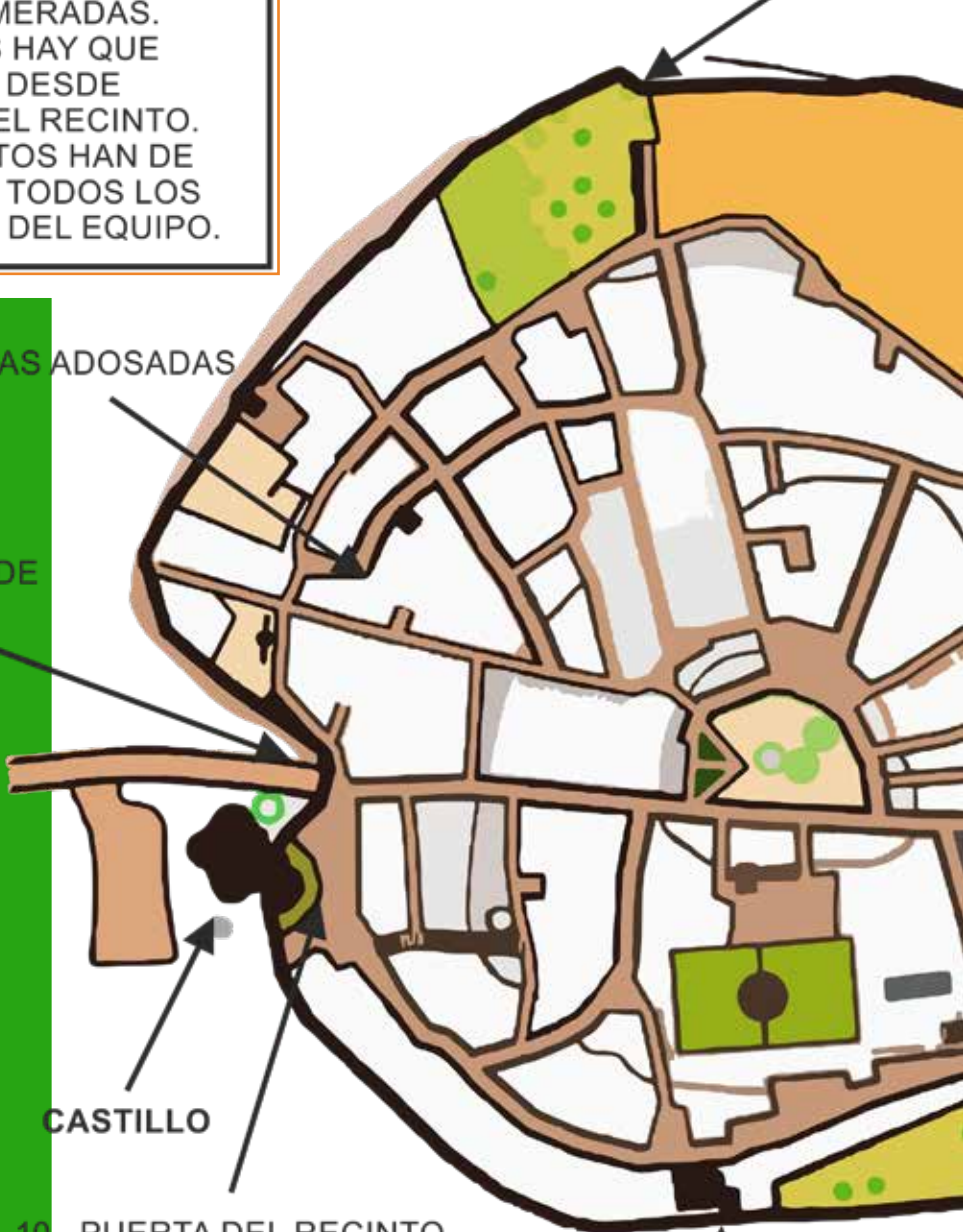 MERADAS.
S HAY QUE
DESDE
EL RECINTO.
TOS HAN DE
TODOS LOS
DEL EQUIPO.
AS ADOSADAS
DE
CASTILLO
10 PUERTA DEL RECINTO